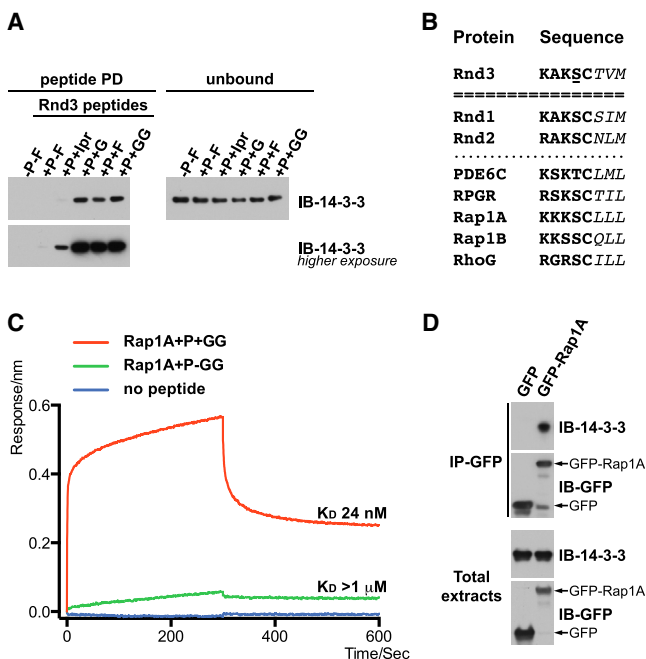 A
peptide PD
unbound
Rnd3 peptides
-P-F
+P-F
+P+Ipr
+P+G
+P+F
+P+GG
-P-F
+P-F
+P+Ipr
+P+G
+P+F
+P+GG
IB-14-3-3
IB-14-3-3
higher exposure
B
Protein Sequence
Rnd3 KAKSCTVM
================
Rnd1 KAKSCSIM
Rnd2 RAKSCNLM
PDE6C KSKTCLML
RPGR RSKSCTIL
Rap1A KKKSCLLL
Rap1B KKSSCQLL
RhoG RGRSCILL
C
Rap1A+P+GG
Rap1A+P-GG
no peptide
Response/nm
0.6
0.4
0.2
0.0
KD 24 nM
KD >1 μM
0
200
400
600
Time/Sec
D
GFP
GFP-Rap1A
IP-GFP
IB-14-3-3
GFP-Rap1A
IB-GFP
GFP
Total extracts
IB-14-3-3
GFP-Rap1A
IB-GFP
GFP